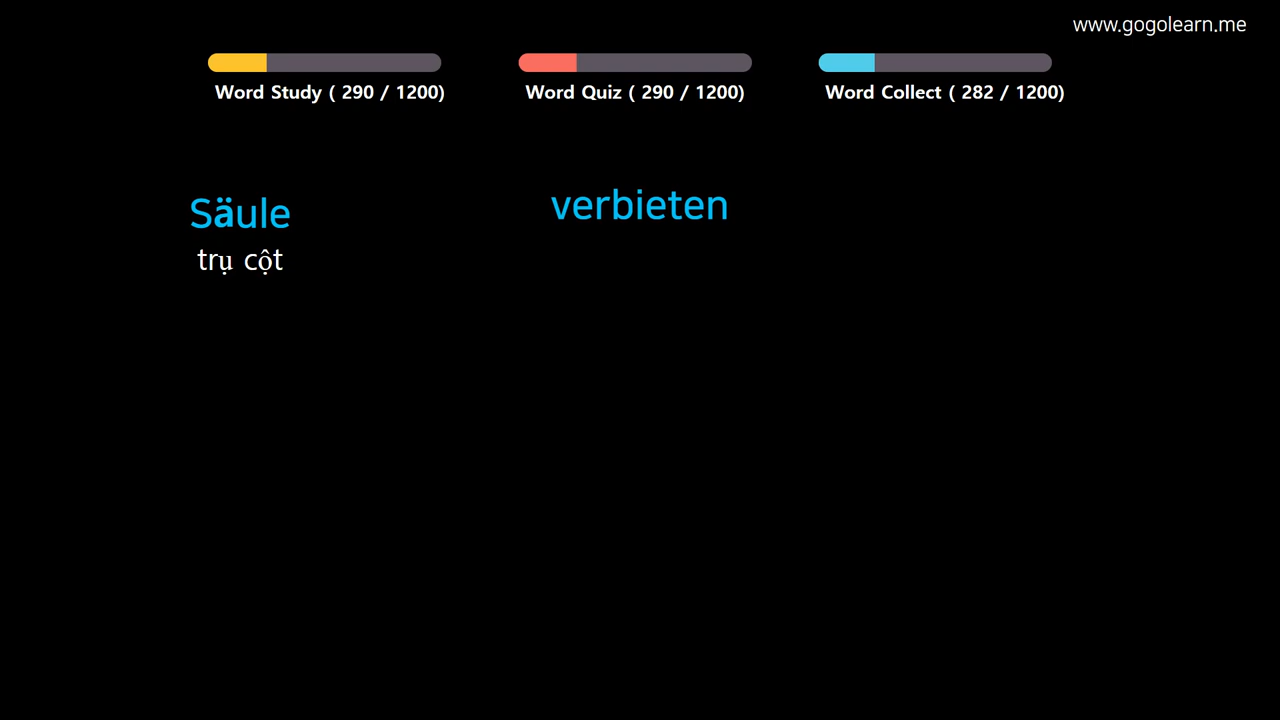 www.gogolearn.me
Word Study ( 290 / 1200)
Word Quiz ( 290 / 1200)
Word Collect ( 282 / 1200)
Säule
trụ cột
verbieten